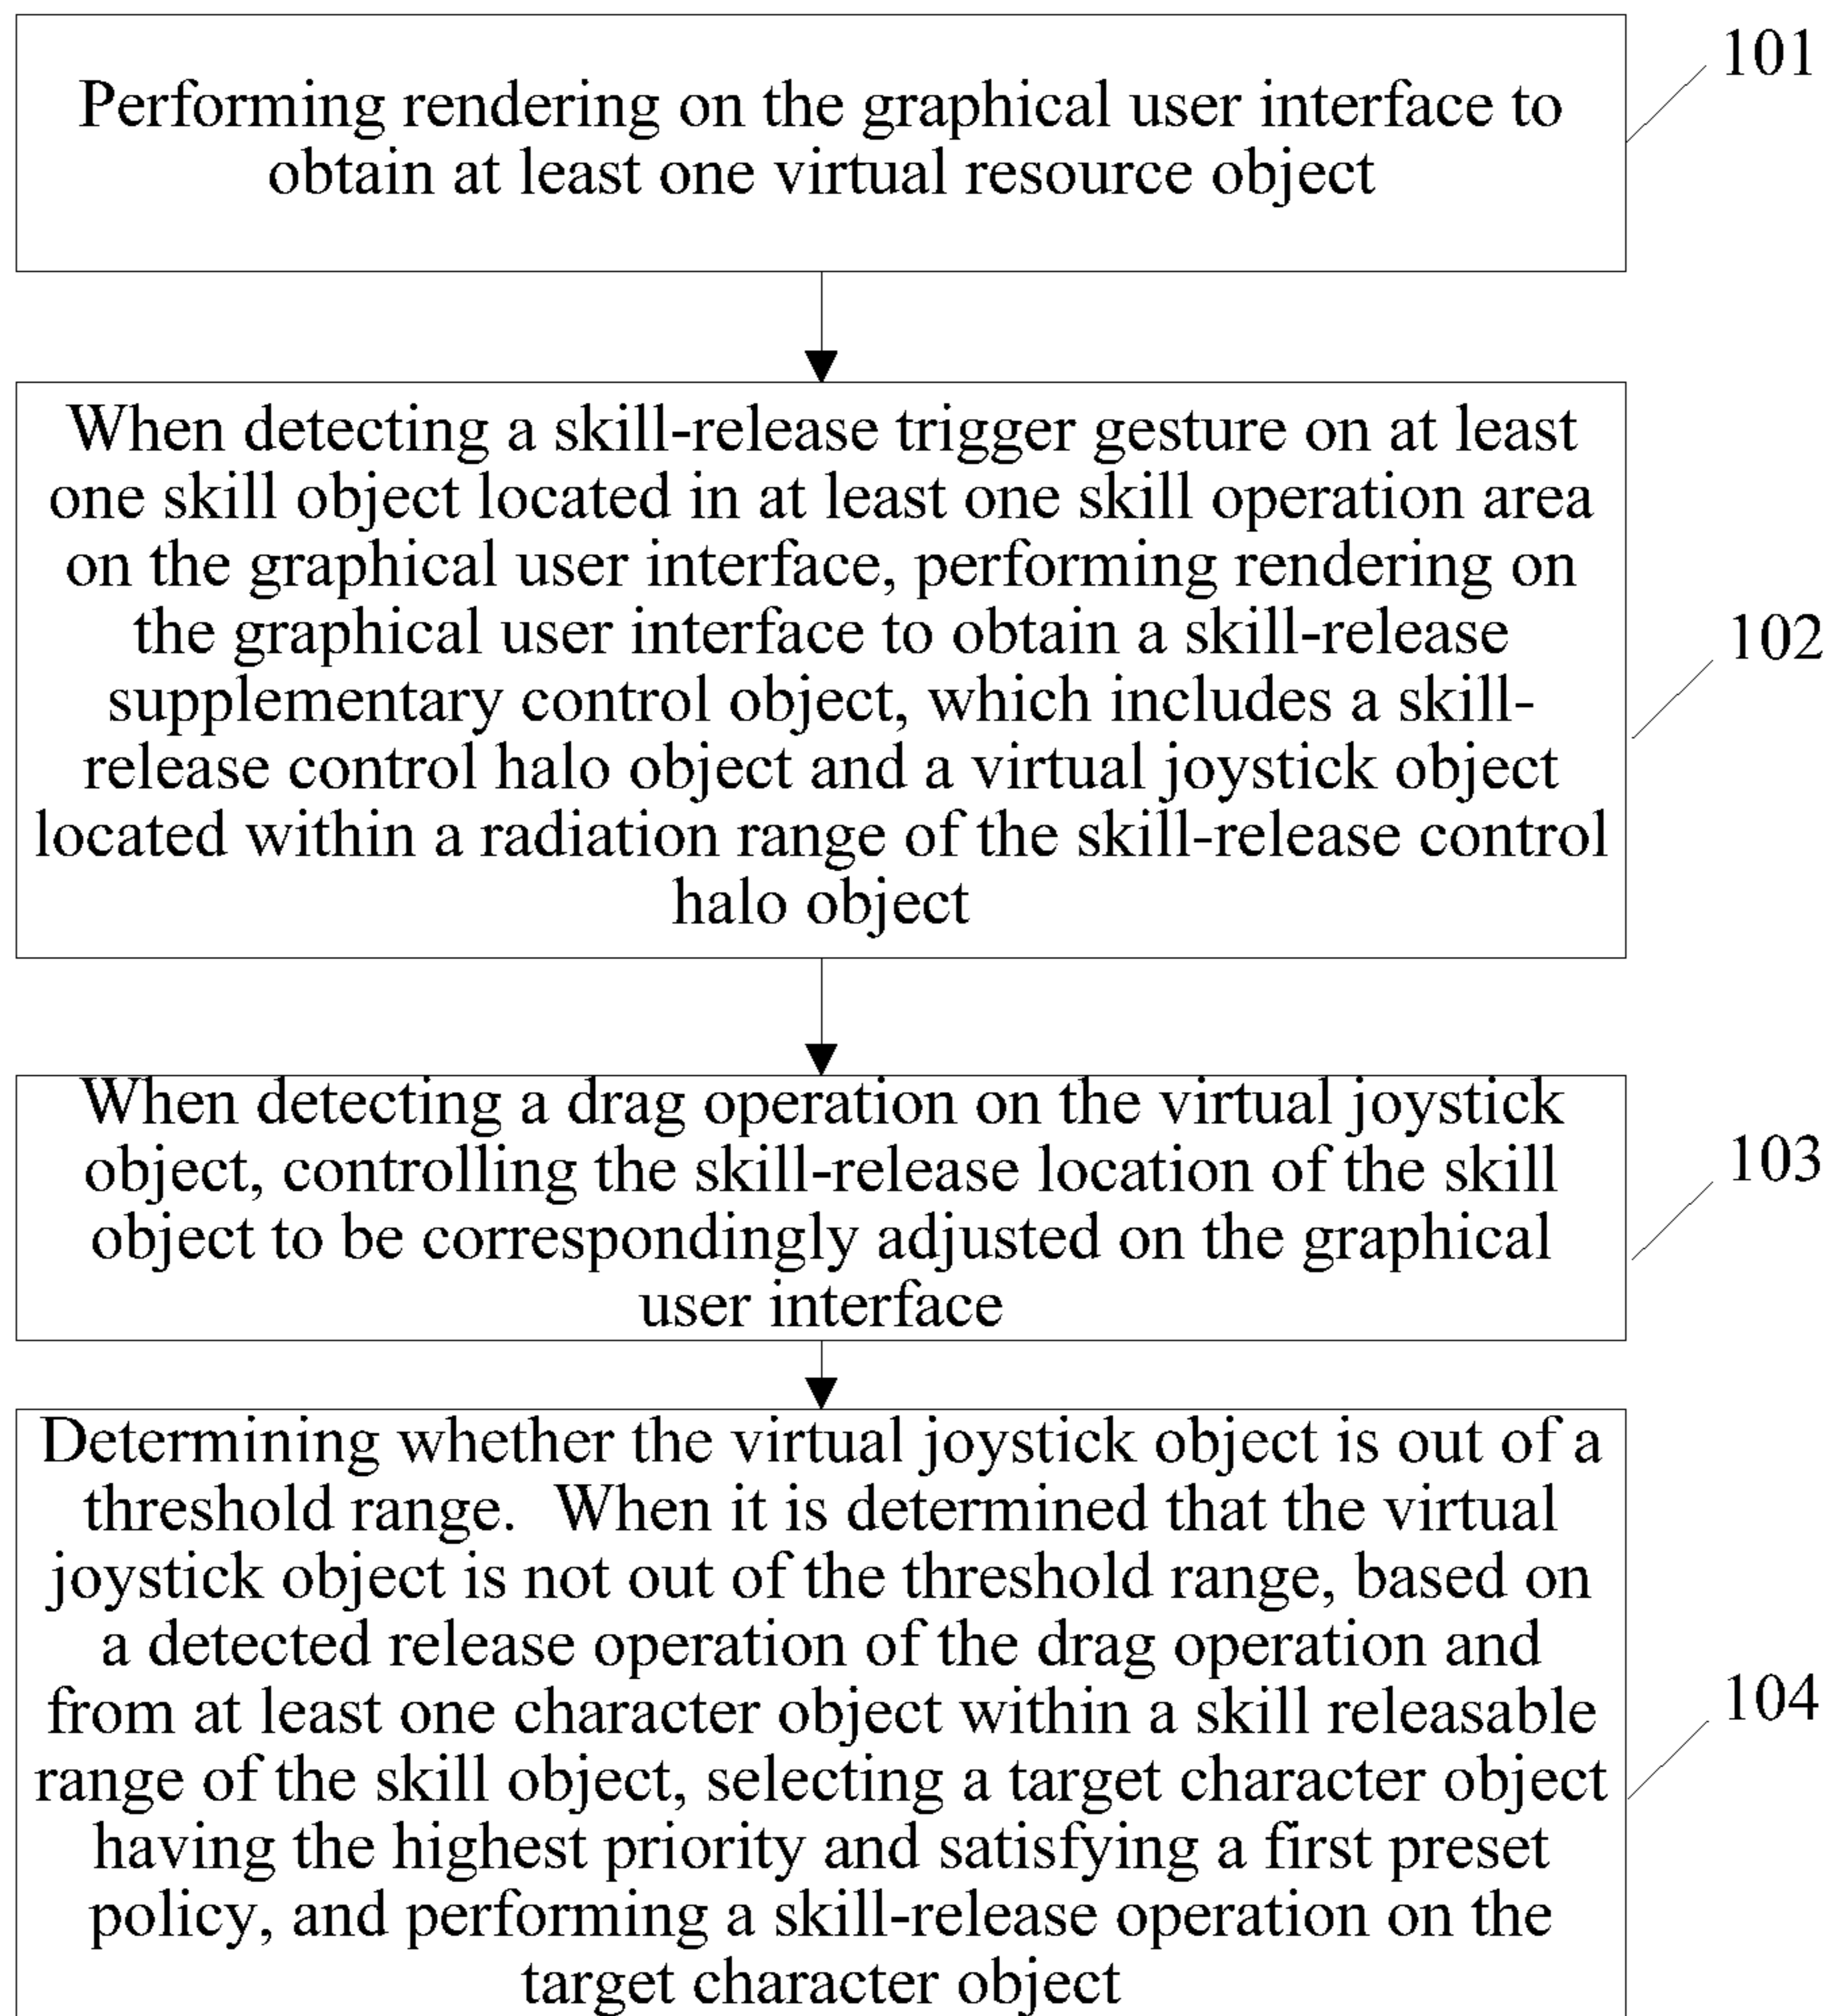 Performing rendering on the graphical user interface to
obtain at least one virtual resource object
101
When detecting a skill-release trigger gesture on at least
one skill object located in at least one skill operation area
on the graphical user interface, performing rendering on
the graphical user interface to obtain a skill-release
supplementary control object, which includes a skill-
release control halo object and a virtual joystick object
located within a radiation range of the skill-release control
halo object
102
When detecting a drag operation on the virtual joystick
object, controlling the skill-release location of the skill
object to be correspondingly adjusted on the graphical
user interface
103
Determining whether the virtual joystick object is out of a
threshold range.  When it is determined that the virtual
joystick object is not out of the threshold range, based on
a detected release operation of the drag operation and
from at least one character object within a skill releasable
range of the skill object, selecting a target character object
having the highest priority and satisfying a first preset
policy, and performing a skill-release operation on the
target character object
104